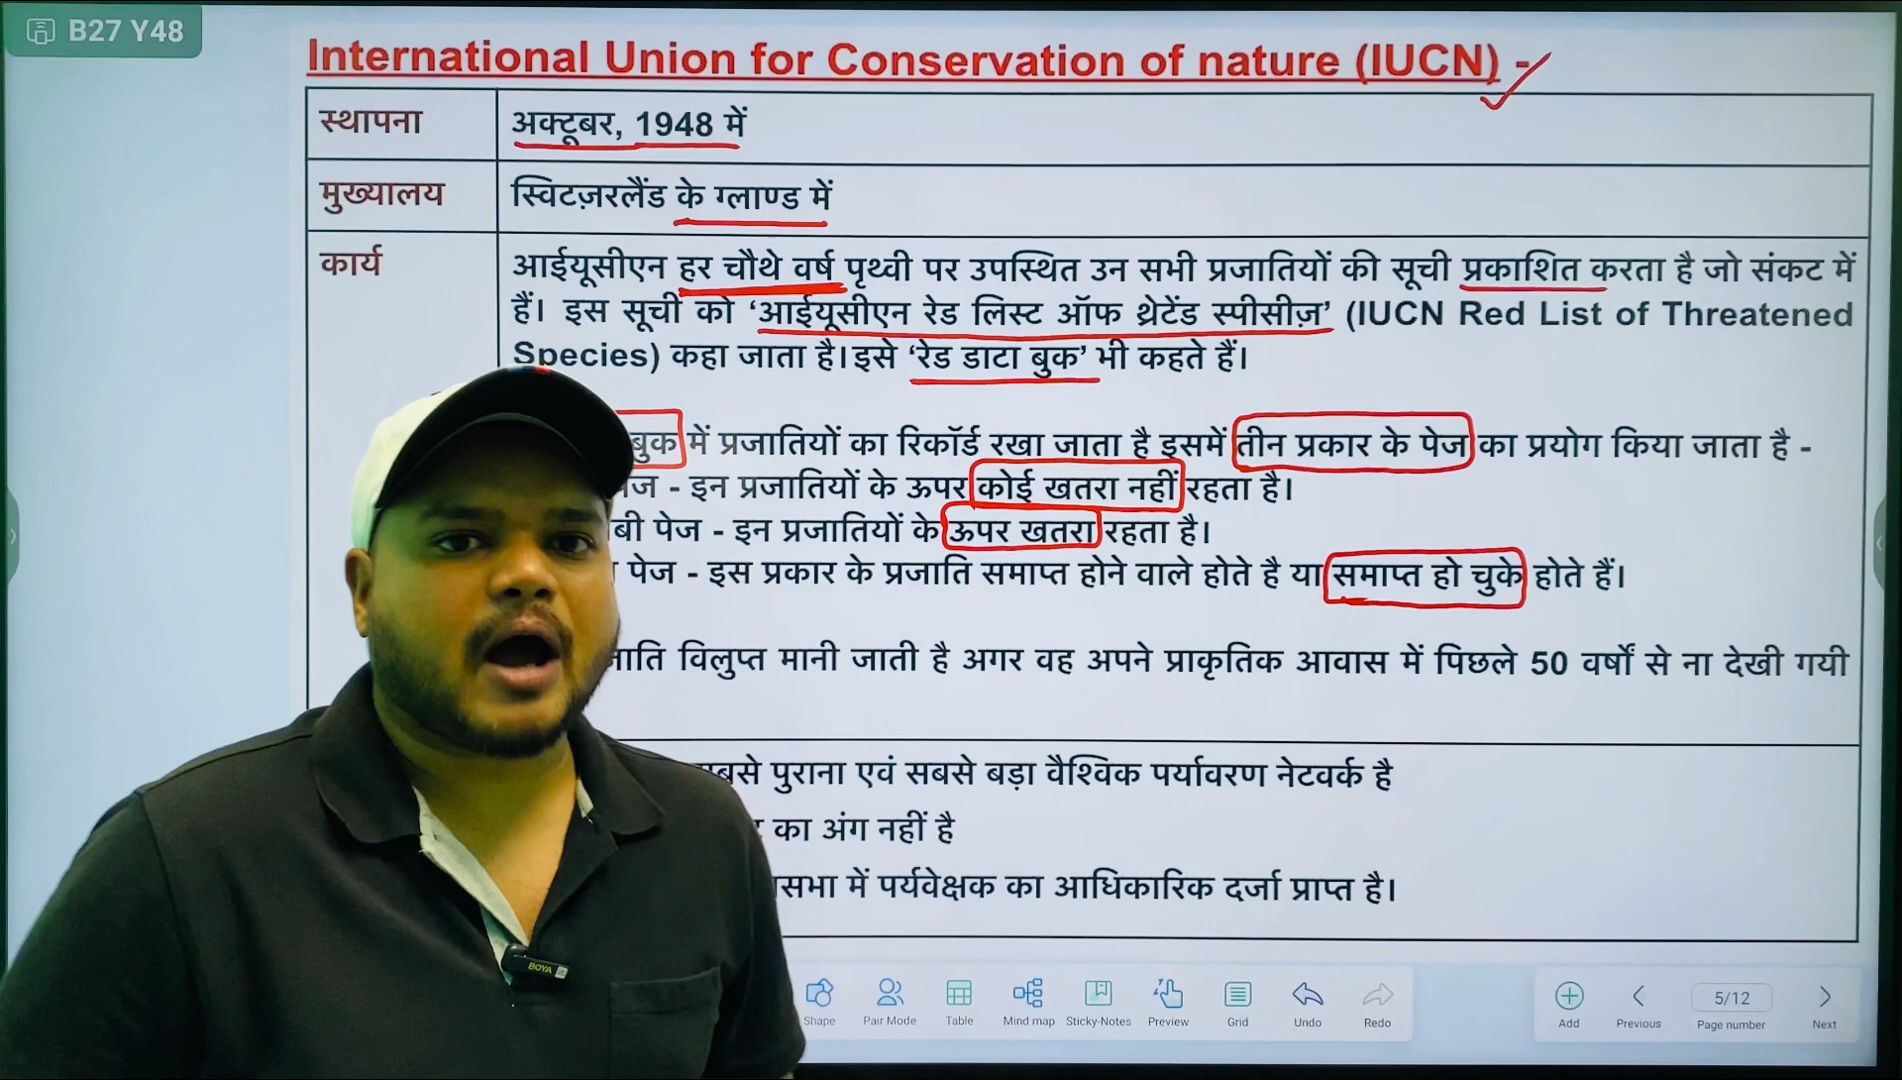 B27 Y48
International Union for Conservation of nature (IUCN) -
स्थापना
अक्टूबर, 1948 में
मुख्यालय
स्विटज़रलैंड के ग्लाण्ड में
कार्य
आईयूसीएन हर चौथे वर्ष पृथ्वी पर उपस्थित उन सभी प्रजातियों की सूची प्रकाशित करता है जो संकट में
हैं। इस सूची को ‘आईयूसीएन रेड लिस्ट ऑफ थ्रेटेंड स्पीसीज़’ (IUCN Red List of Threatened
Species) कहा जाता है। इसे ‘रेड डाटा बुक’ भी कहते हैं।
बुक में प्रजातियों का रिकॉर्ड रखा जाता है इसमें तीन प्रकार के पेज का प्रयोग किया जाता है -
- इन प्रजातियों के ऊपर कोई खतरा नहीं रहता है।
पेज - इन प्रजातियों के ऊपर खतरा रहता है।
पेज - इस प्रकार के प्रजाति समाप्त होने वाले होते है या समाप्त हो चुके होते हैं।
विलुप्त मानी जाती है अगर वह अपने प्राकृतिक आवास में पिछले 50 वर्षों से ना देखी गयी
पुराना एवं सबसे बड़ा वैश्विक पर्यावरण नेटवर्क है
का अंग नहीं है
में पर्यवेक्षक का आधिकारिक दर्जा प्राप्त है।
BOYA
Shape
Pair Mode
Table
Mind map
Sticky-Notes
Preview
Grid
Undo
Redo
Add
Previous
5/12
Page number
Next